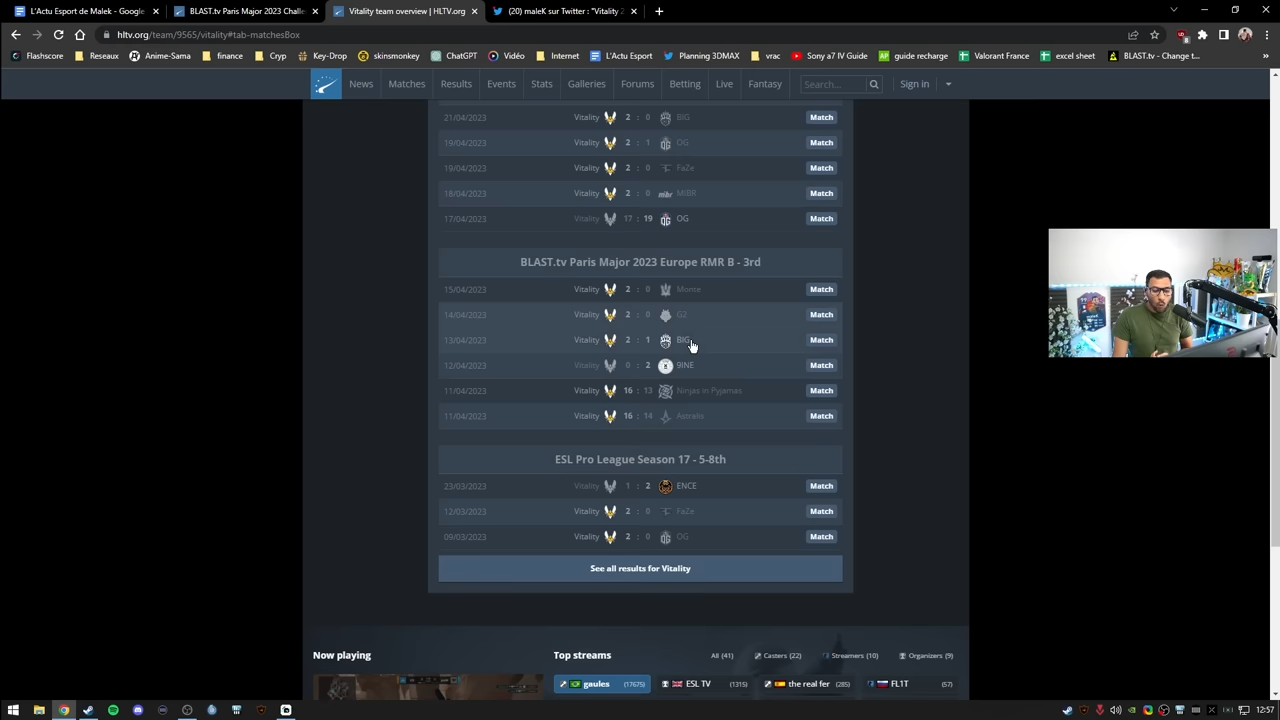 L'Actu Esport de Malek - Google
BLAST.tv Paris Major 2023 Challe
Vitality team overview | HLTV.org
(20) maleK sur Twitter : "Vitality 2
hltv.org/team/9565/vitality#tab-matchesBox
Flashscore Reseaux Anime-Sama finance Cryp Key-Drop skinsmonkey ChatGPT Vidéo Internet L'Actu Esport Planning 3DMAX vrac Sony a7 IV Guide guide recharge Valorant France excel sheet BLAST.tv - Change t...
News Matches Results Events Stats Galleries Forums Betting Live Fantasy Search... Sign in
21/04/2023 Vitality 2 : 0 BIG Match
19/04/2023 Vitality 2 : 1 OG Match
19/04/2023 Vitality 2 : 0 FaZe Match
18/04/2023 Vitality 2 : 0 mibr MIBR Match
17/04/2023 Vitality 17 : 19 OG Match
BLAST.tv Paris Major 2023 Europe RMR B - 3rd
15/04/2023 Vitality 2 : 0 Monte Match
14/04/2023 Vitality 2 : 0 G2 Match
13/04/2023 Vitality 2 : 1 BIG Match
12/04/2023 Vitality 0 : 2 9INE Match
11/04/2023 Vitality 16 : 13 Ninjas in Pyjamas Match
11/04/2023 Vitality 16 : 14 Astralis Match
ESL Pro League Season 17 - 5-8th
23/03/2023 Vitality 1 : 2 ENCE Match
12/03/2023 Vitality 2 : 0 FaZe Match
09/03/2023 Vitality 2 : 0 OG Match
See all results for Vitality
Now playing
Top streams All (41) Casters (22) Streamers (10) Organizers (9)
gaules (17675) ESL TV (1315) the real fer (285) FL1T (57)
12:57